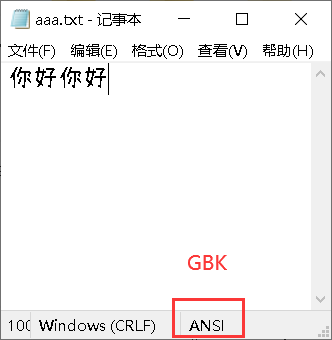 aaa.txt - 记事本
文件(F) 编辑(E) 格式(O) 查看(V) 帮助(H)
你好你好
GBK
100 Windows (CRLF) ANSI